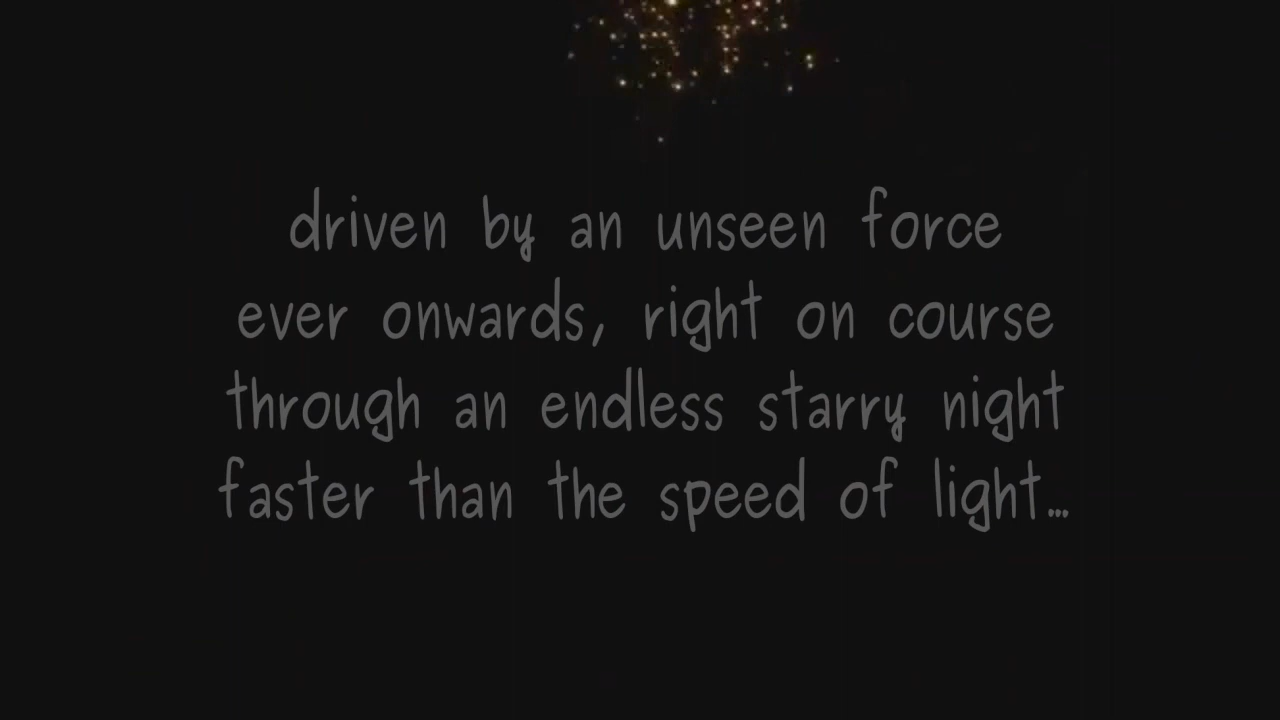 driven by an unseen force
ever onwards, right on course
through an endless starry night
faster than the speed of light...